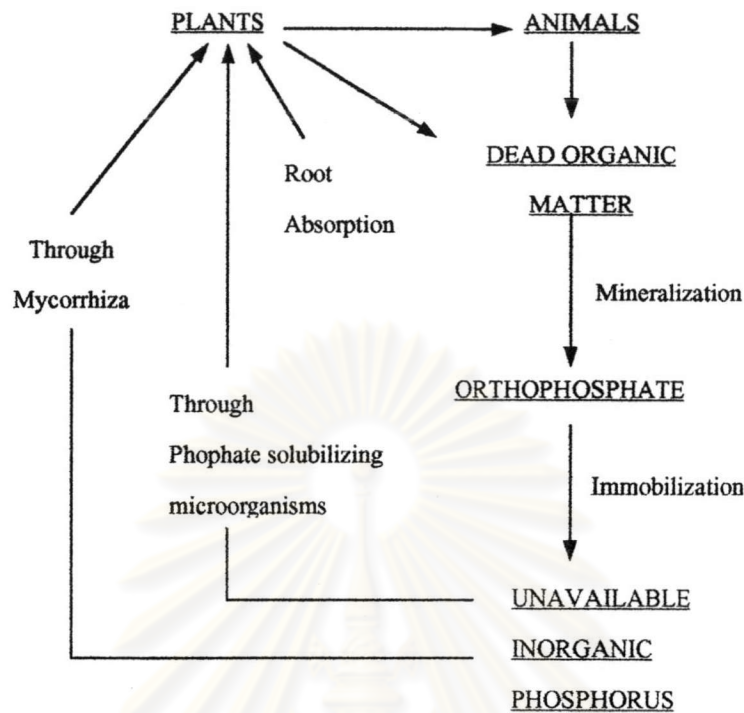 PLANTS
ANIMALS
Root
Absorption
DEAD ORGANIC
MATTER
Through
Mycorrhiza
Mineralization
ORTHOPHOSPHATE
Through
Phophate solubilizing
microorganisms
Immobilization
UNAVAILABLE
INORGANIC
PHOSPHORUS